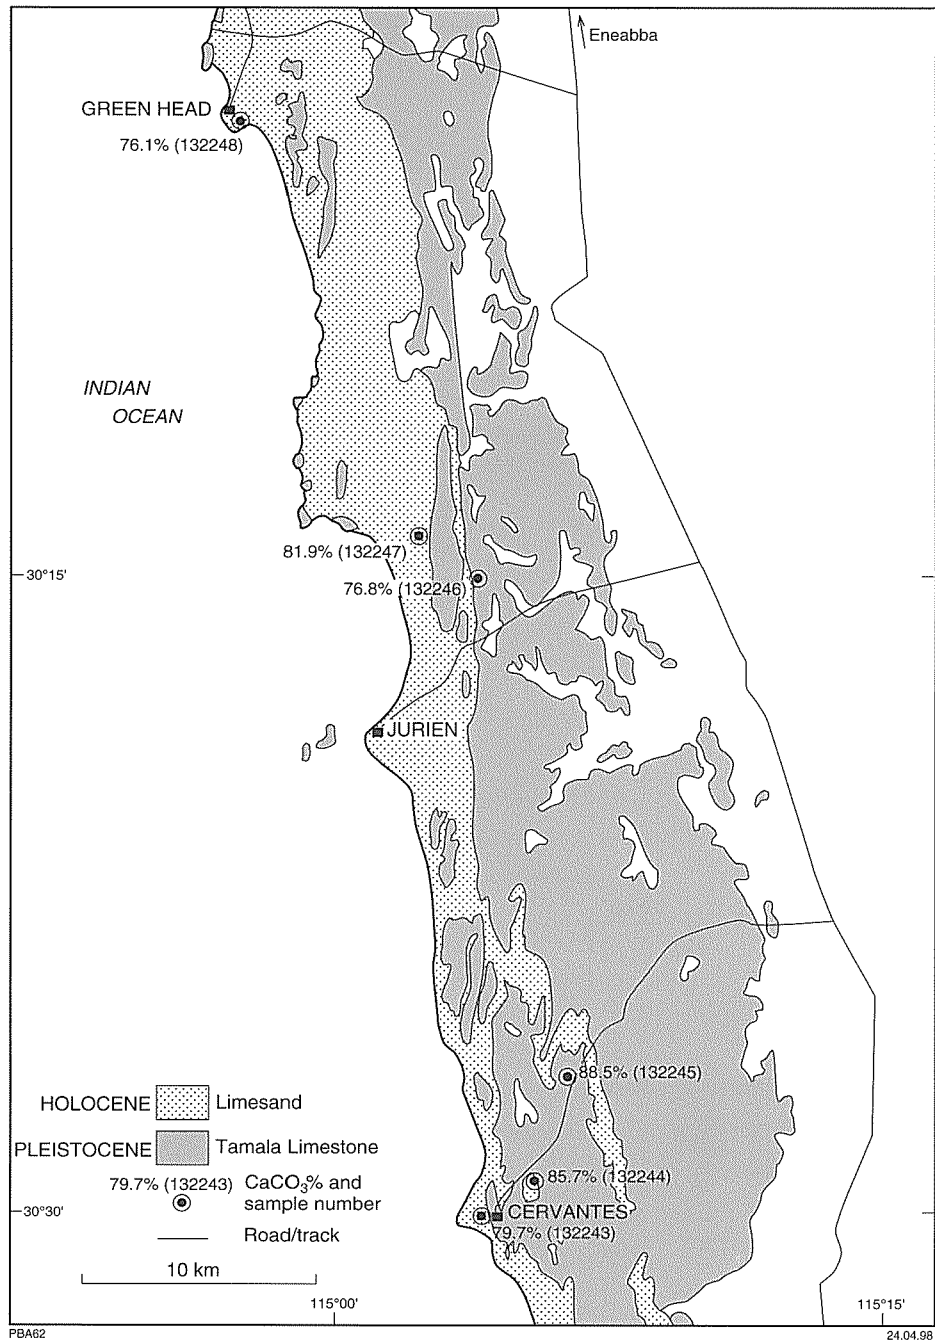 Eneabba
GREEN HEAD
76.1% (132248)
INDIAN
OCEAN
81.9% (132247)
30°15'
76.8% (132246)
JURIEN
88.5% (132245)
HOLOCENE Limesand
PLEISTOCENE Tamala Limestone
79.7% (132243) CaCO₃% and
sample number
Road/track
10 km
85.7% (132244)
30°30'
CERVANTES
79.7% (132243)
115°00'
115°15'
PBA62
24.04.98